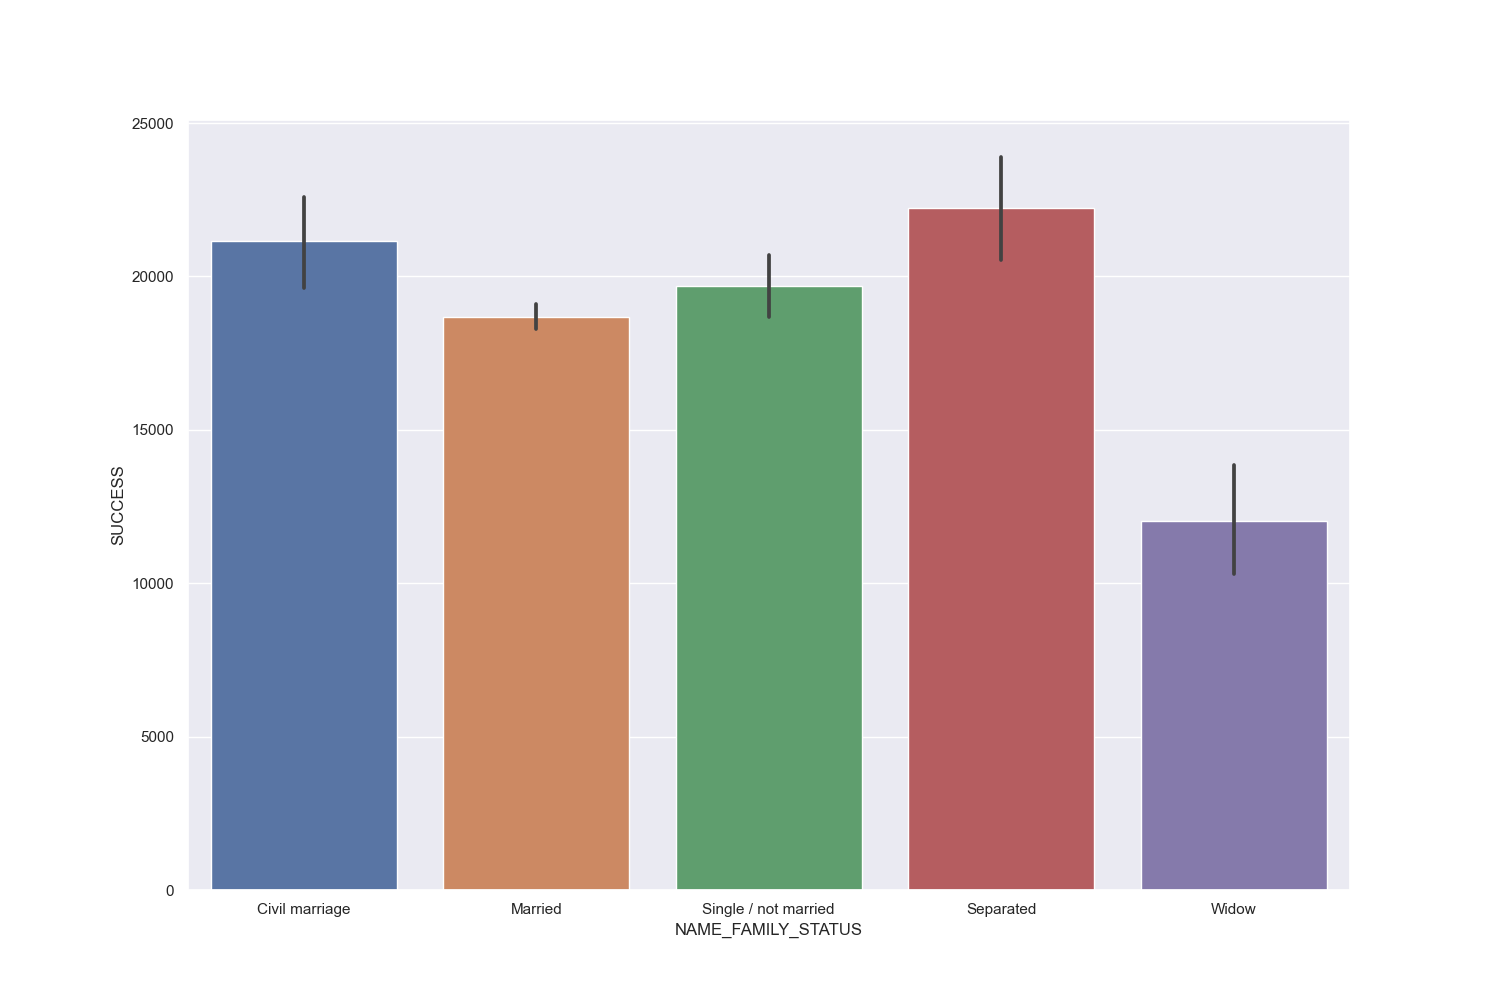 25000
20000
15000
10000
5000
0
SUCCESS
Civil marriage
Married
Single / not married
Separated
Widow
NAME_FAMILY_STATUS